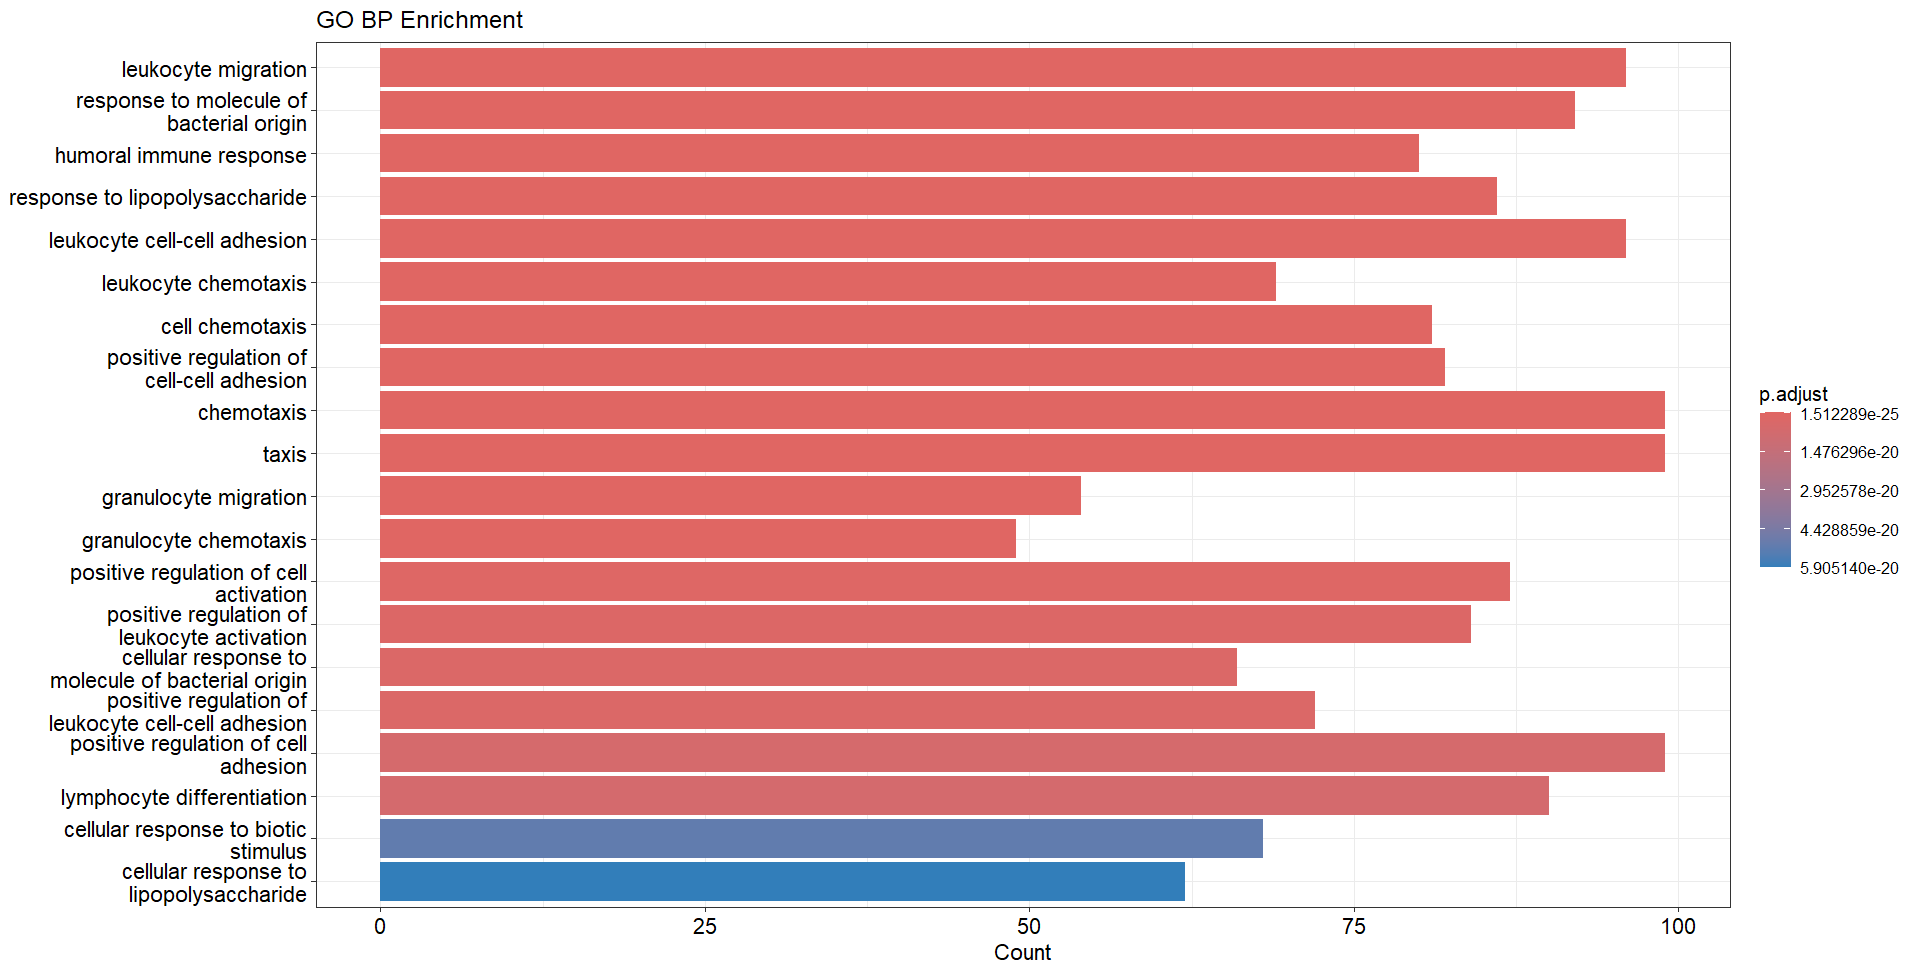 GO BP Enrichment
leukocyte migration
response to molecule of
bacterial origin
humoral immune response
response to lipopolysaccharide
leukocyte cell-cell adhesion
leukocyte chemotaxis
cell chemotaxis
positive regulation of
cell-cell adhesion
chemotaxis
taxis
granulocyte migration
granulocyte chemotaxis
positive regulation of cell
activation
positive regulation of
leukocyte activation
cellular response to
molecule of bacterial origin
positive regulation of
leukocyte cell-cell adhesion
positive regulation of cell
adhesion
lymphocyte differentiation
cellular response to biotic
stimulus
cellular response to
lipopolysaccharide
0 25 50 75 100
Count
p.adjust
1.512289e-25
1.476296e-20
2.952578e-20
4.428859e-20
5.905140e-20